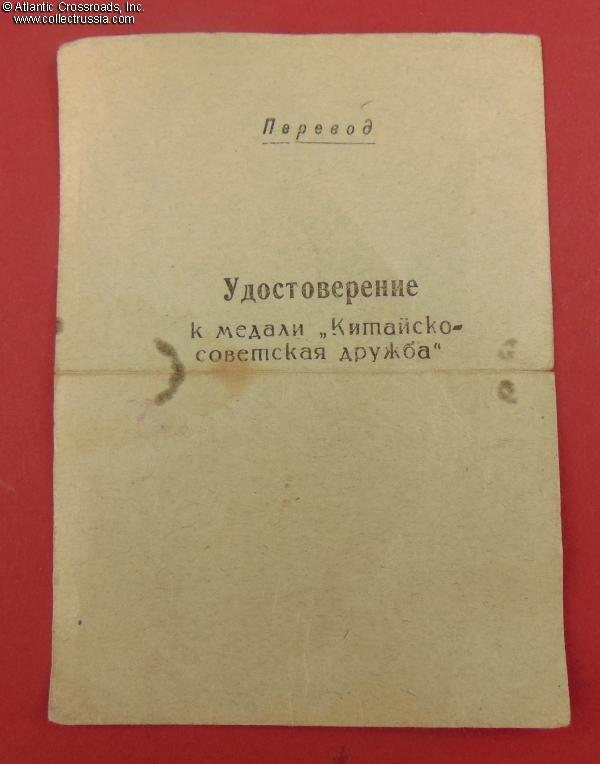 © Atlantic Crossroads, Inc.
www.collectrussia.com
Перевод
Удостоверение
к медали „Китайско-
советская дружба“